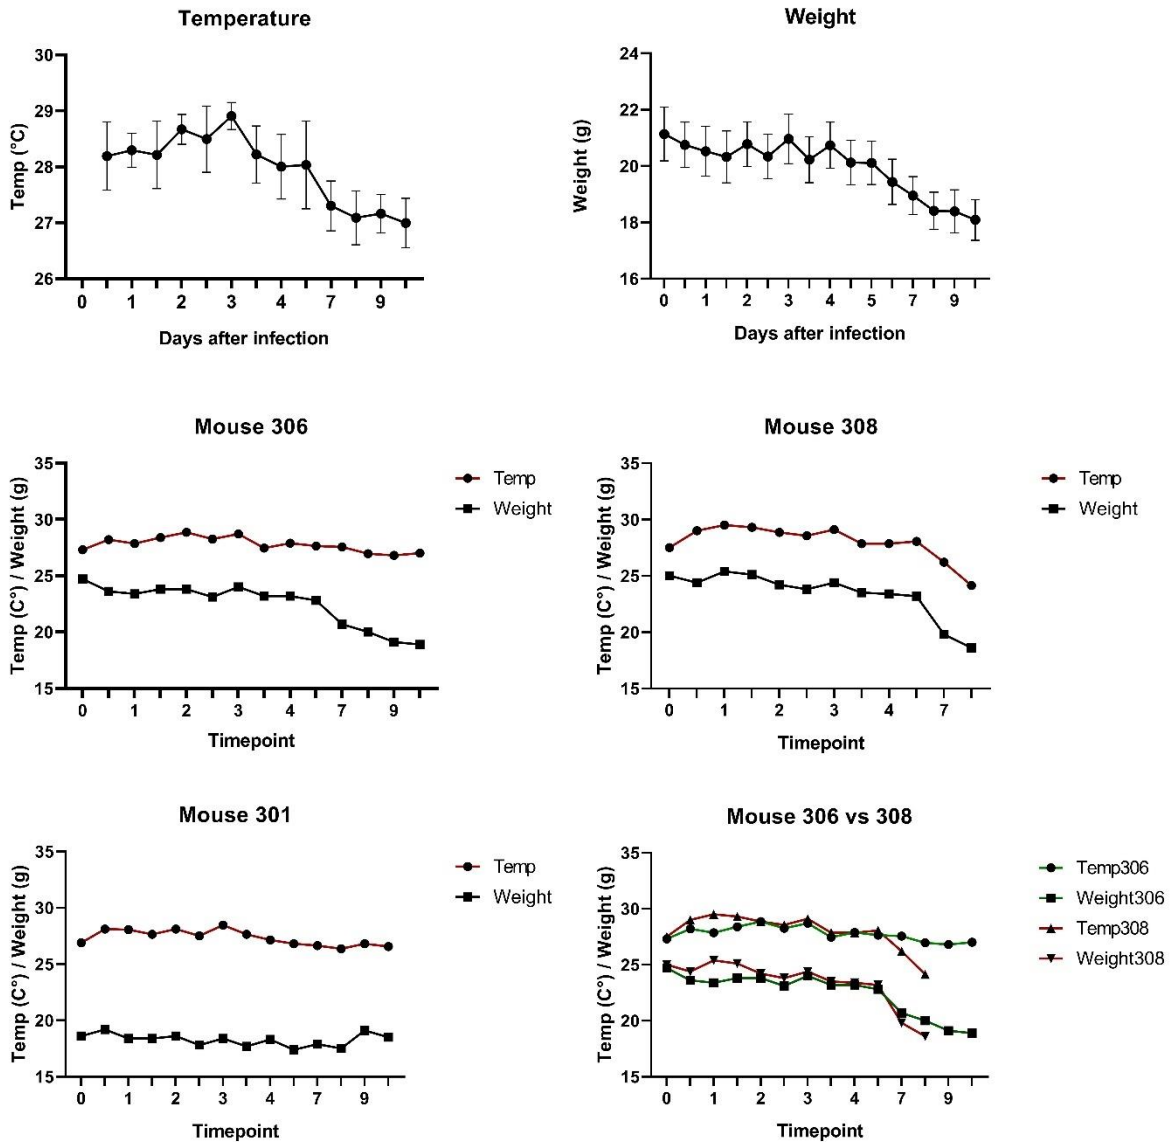 Temperature
Temp (°C)
30
29
28
27
26
0 1 2 3 4 7 9
Days after infection
Weight
Weight (g)
24
22
20
18
16
0 1 2 3 4 5 7 9
Days after infection
Mouse 306
Temp (C°) / Weight (g)
35
30
25
20
15
0 1 2 3 4 7 9
Timepoint
Temp
Weight
Mouse 308
Temp (C°) / Weight (g)
35
30
25
20
15
0 1 2 3 4 7
Timepoint
Temp
Weight
Mouse 301
Temp (C°) / Weight (g)
35
30
25
20
15
0 1 2 3 4 7 9
Timepoint
Temp
Weight
Mouse 306 vs 308
Temp (C°) / Weight (g)
35
30
25
20
15
0 1 2 3 4 7 9
Timepoint
Temp306
Weight306
Temp308
Weight308